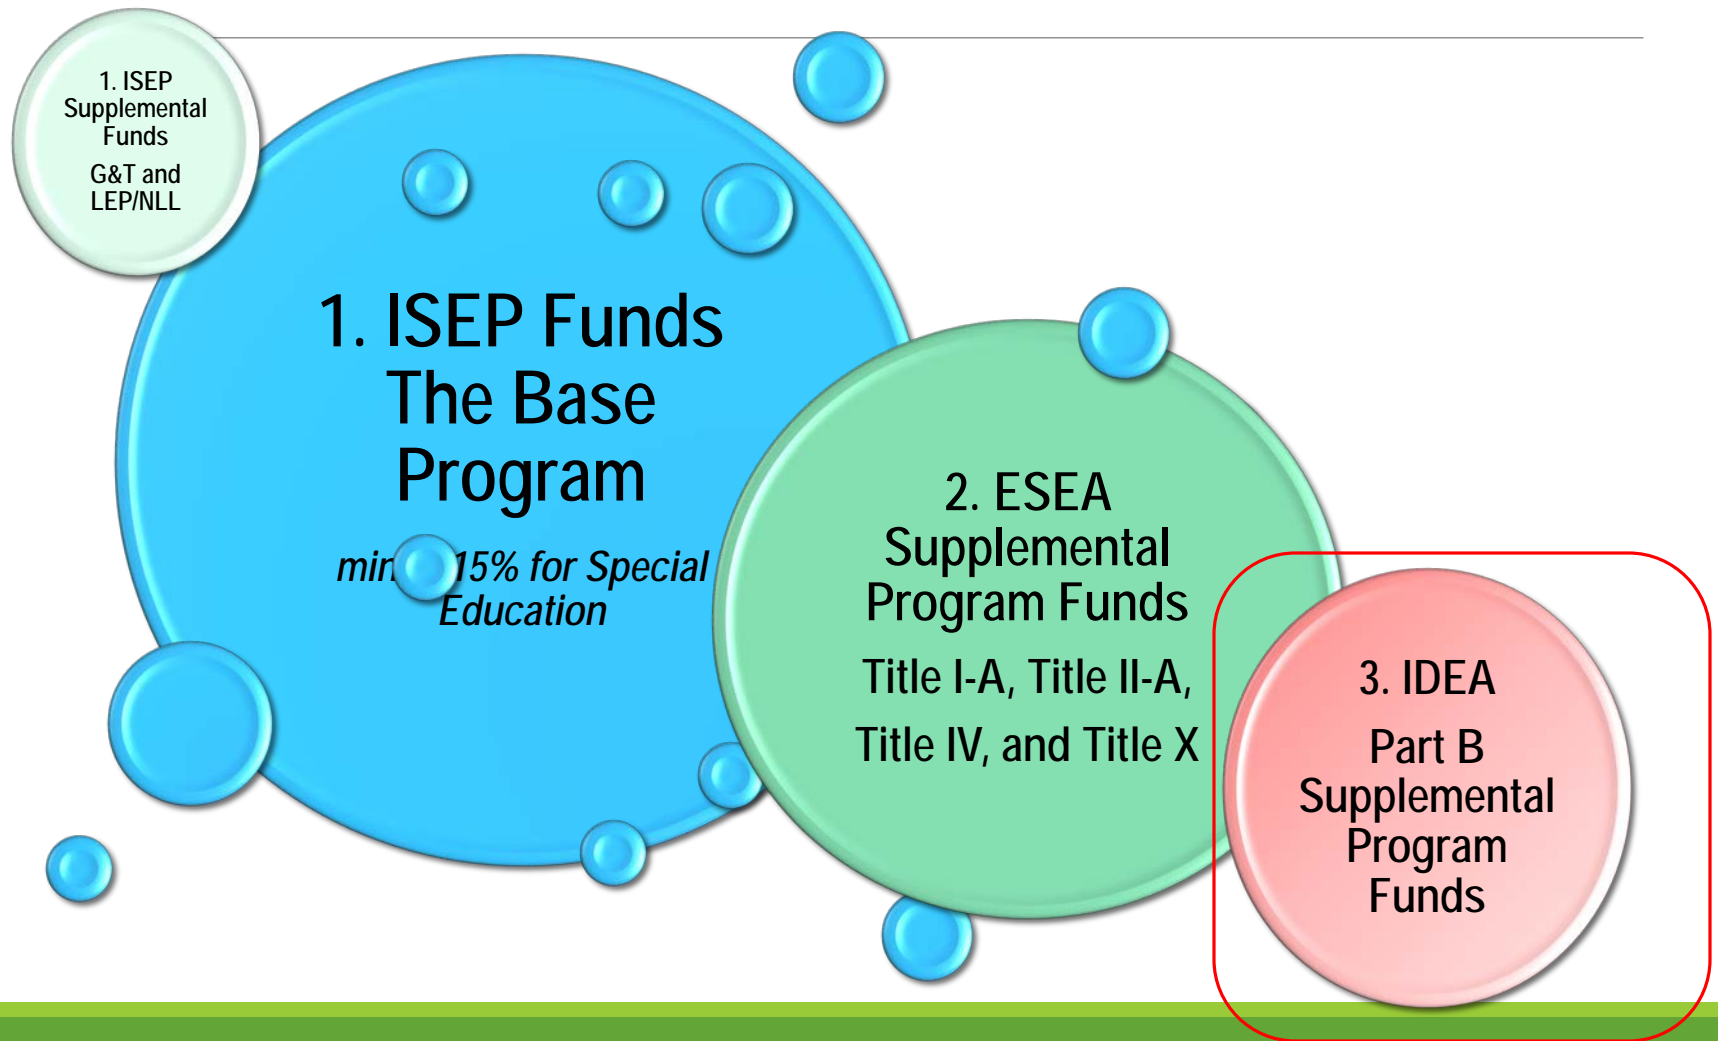 1. ISEP
Supplemental
Funds
G&T and
LEP/NLL
1. ISEP Funds
The Base
Program
15% for Special
Education
2. ESEA
Supplemental
Program Funds
Title I-A, Title II-A,
Title IV, and Title X
3. IDEA
Part B
Supplemental
Program
Funds